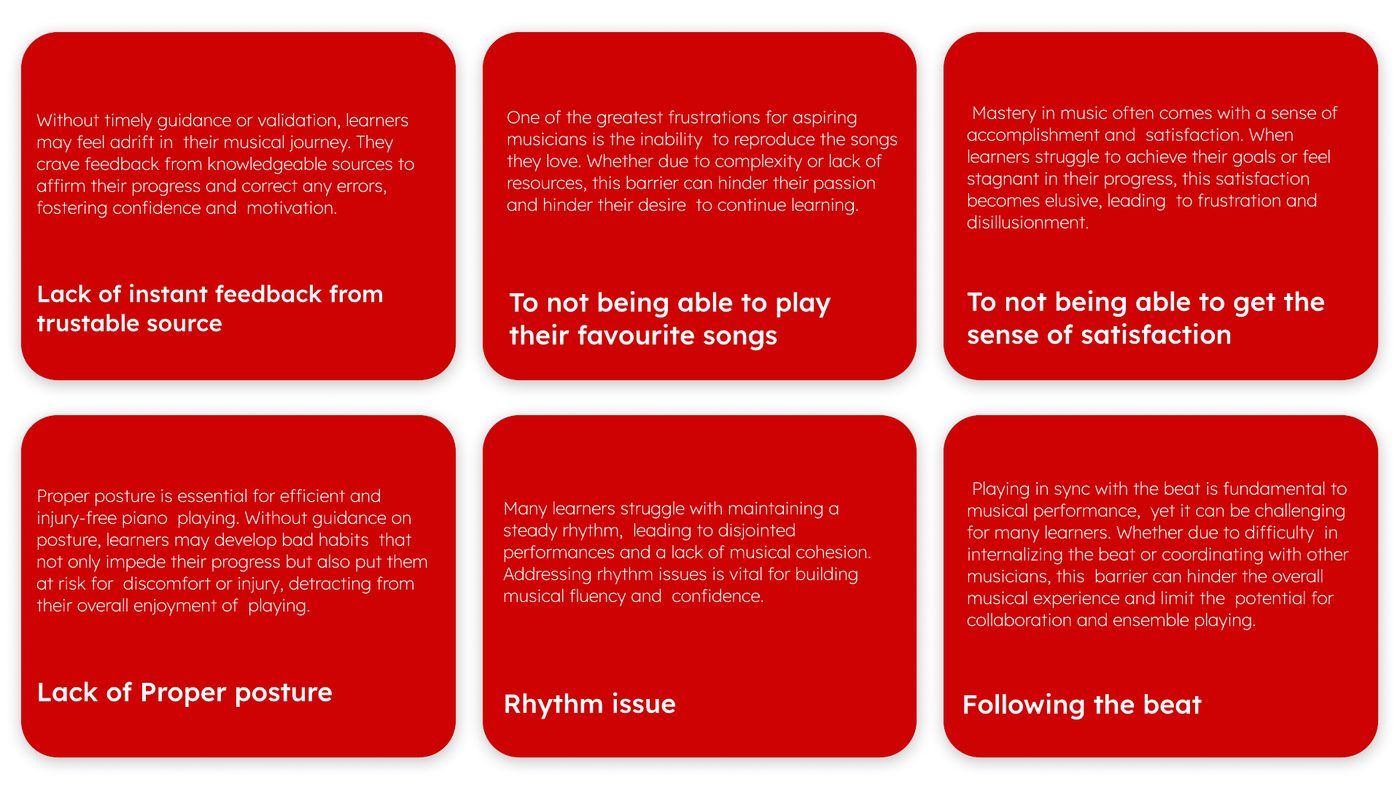 Without timely guidance or validation, learners
may feel adrift in  their musical journey. They
crave feedback from knowledgeable sources to
affirm their progress and correct any errors,
fostering confidence and  motivation.
Lack of instant feedback from
trustable source
One of the greatest frustrations for aspiring
musicians is the inability  to reproduce the songs
they love. Whether due to complexity or lack of
resources, this barrier can hinder their passion
and hinder their desire  to continue learning.
To not being able to play
their favourite songs
Mastery in music often comes with a sense of
accomplishment and  satisfaction. When
learners struggle to achieve their goals or feel
stagnant in their progress, this satisfaction
becomes elusive, leading  to frustration and
disillusionment.
To not being able to get the
sense of satisfaction
Proper posture is essential for efficient and
injury-free piano  playing. Without guidance on
posture, learners may develop bad habits  that
not only impede their progress but also put them
at risk for  discomfort or injury, detracting from
their overall enjoyment of  playing.
Lack of Proper posture
Many learners struggle with maintaining a
steady rhythm,  leading to disjointed
performances and a lack of musical cohesion.
Addressing rhythm issues is vital for building
musical fluency and  confidence.
Rhythm issue
Playing in sync with the beat is fundamental to
musical performance,  yet it can be challenging
for many learners. Whether due to difficulty  in
internalizing the beat or coordinating with other
musicians, this  barrier can hinder the overall
musical experience and limit the  potential for
collaboration and ensemble playing.
Following the beat